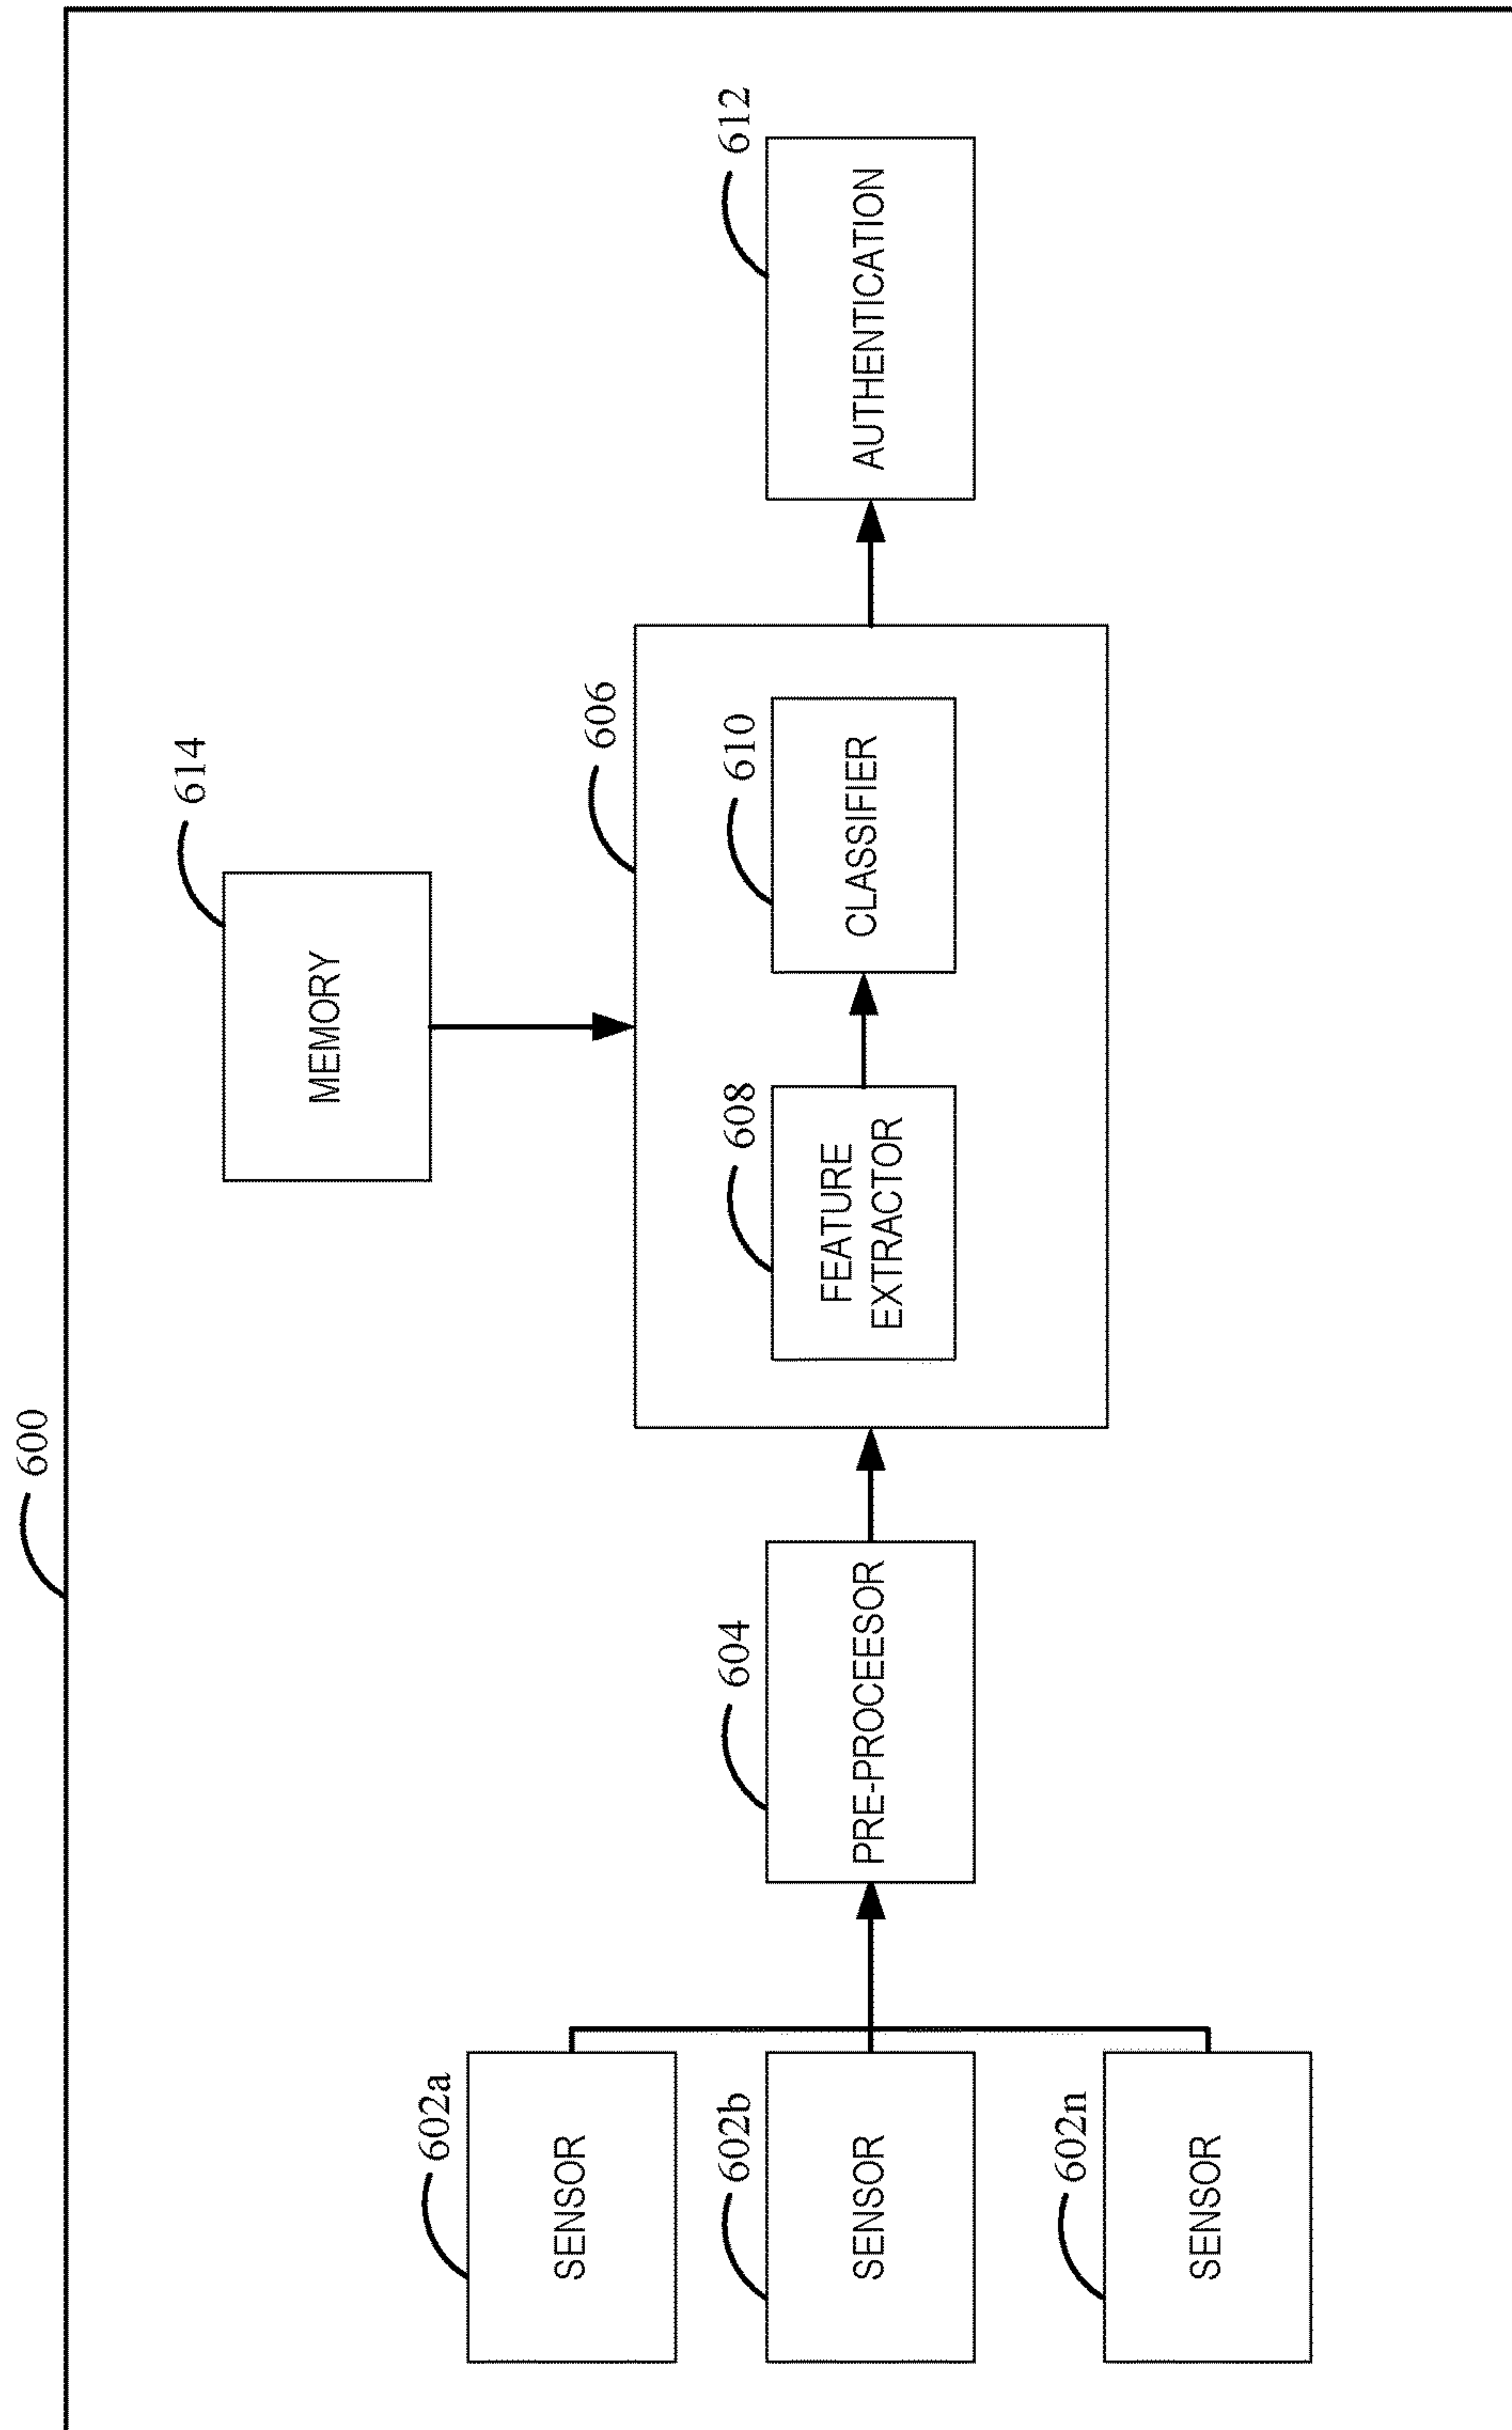 600
614
MEMORY
606
602a
SENSOR
602b
SENSOR
602n
SENSOR
604
PRE-PROCEESOR
608
FEATURE
EXTRACTOR
610
CLASSIFIER
612
AUTHENTICATION